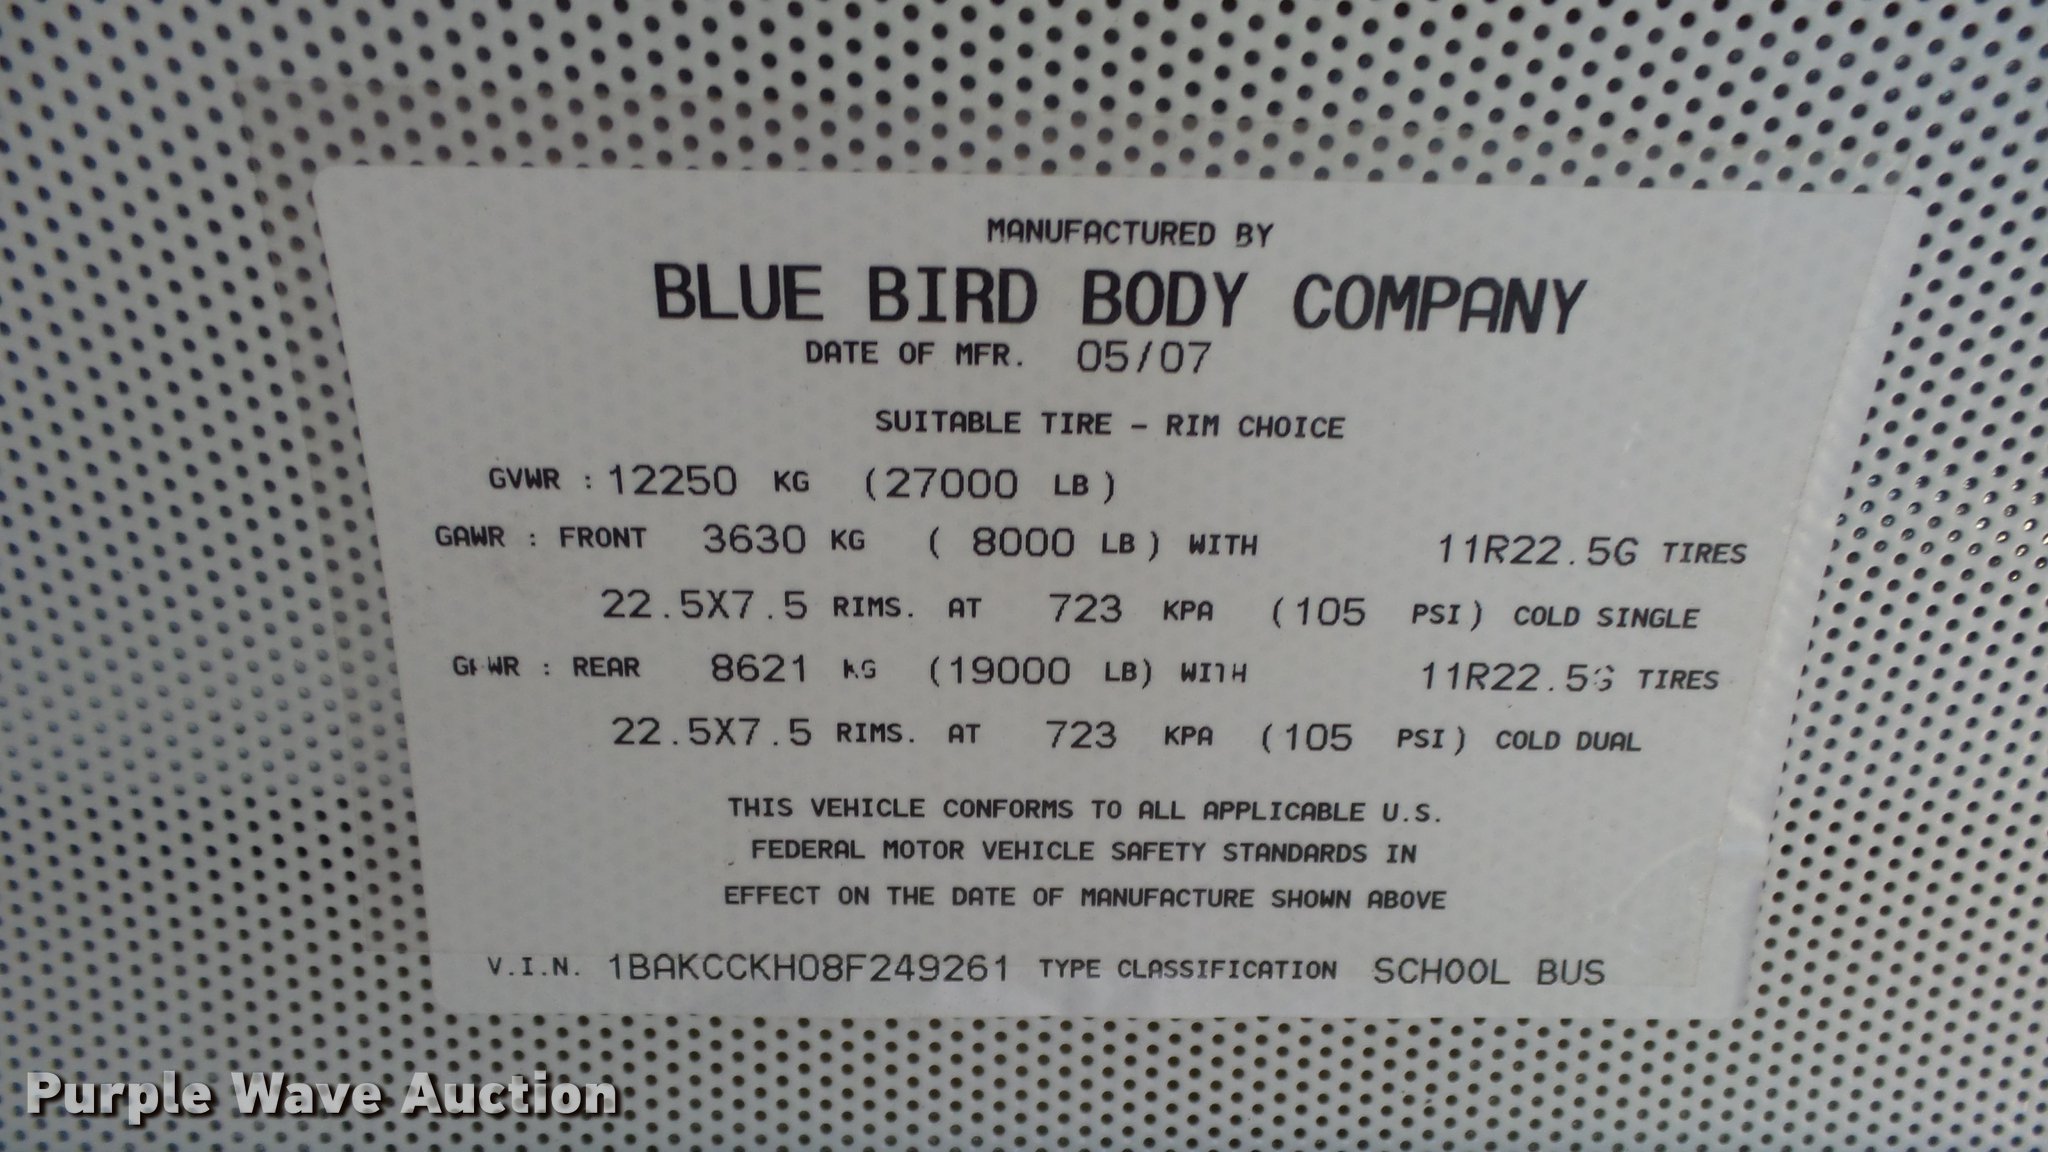 MANUFACTURED BY
BLUE BIRD BODY COMPANY
DATE OF MFR. 05/07
SUITABLE TIRE - RIM CHOICE
GVWR : 12250 KG (27000 LB)
GAWR : FRONT 3630 KG ( 8000 LB) WITH 11R22.5G TIRES
22.5X7.5 RIMS. AT 723 KPA (105 PSI) COLD SINGLE
GAWR : REAR 8621 KG (19000 LB) WITH 11R22.5G TIRES
22.5X7.5 RIMS. AT 723 KPA (105 PSI) COLD DUAL
THIS VEHICLE CONFORMS TO ALL APPLICABLE U.S.
FEDERAL MOTOR VEHICLE SAFETY STANDARDS IN
EFFECT ON THE DATE OF MANUFACTURE SHOWN ABOVE
V.I.N. 1BAKCCKH08F249261 TYPE CLASSIFICATION SCHOOL BUS
Purple Wave Auction